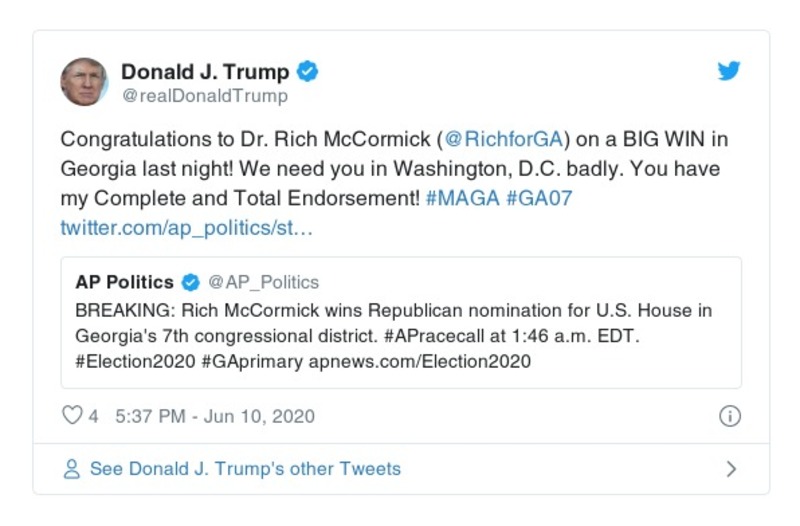 Donald J. Trump
@realDonaldTrump
Congratulations to Dr. Rich McCormick (@RichforGA) on a BIG WIN in
Georgia last night! We need you in Washington, D.C. badly. You have
my Complete and Total Endorsement! #MAGA #GA07
twitter.com/ap_politics/st…
AP Politics @AP_Politics
BREAKING: Rich McCormick wins Republican nomination for U.S. House in
Georgia's 7th congressional district. #APracecall at 1:46 a.m. EDT.
#Election2020 #GAprimary apnews.com/Election2020
4 5:37 PM - Jun 10, 2020
See Donald J. Trump's other Tweets